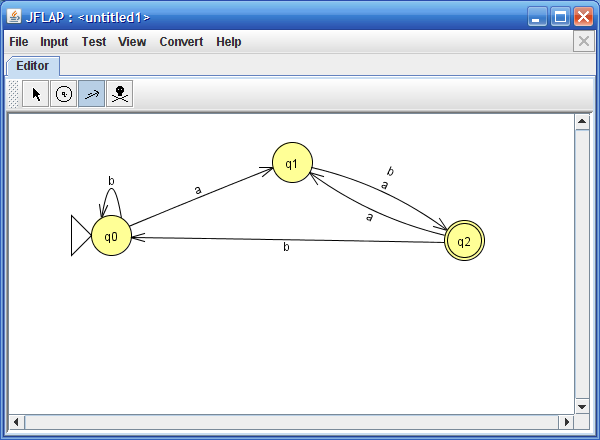 JFLAP : <untitled1>
File Input Test View Convert Help
Editor
b
q0
a
q1
b
a
a
q2
b